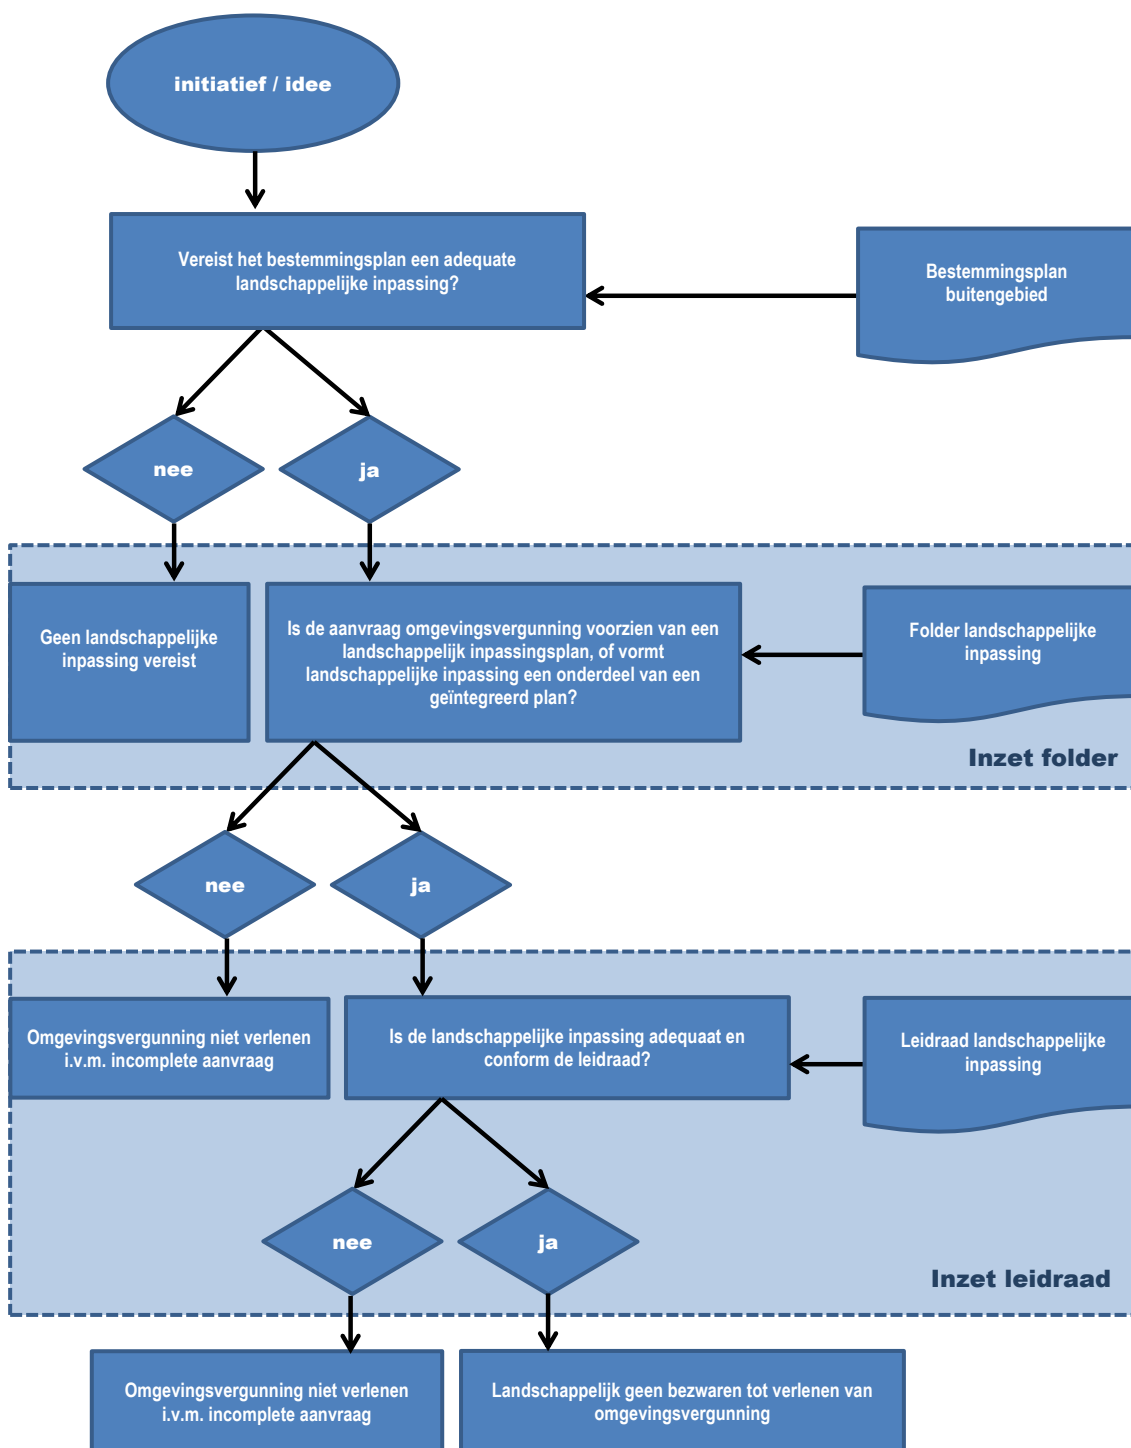 initiatief / idee
Vereist het bestemmingsplan een adequate
landschappelijke inpassing?
Bestemmingsplan
buitengebied
nee
ja
Geen landschappelijke
inpassing vereist
Is de aanvraag omgevingsvergunning voorzien van een
landschappelijk inpassingsplan, of vormt
landschappelijke inpassing een onderdeel van een
geïntegreerd plan?
Folder landschappelijke
inpassing
Inzet folder
nee
ja
Omgevingsvergunning niet verlenen
i.v.m. incomplete aanvraag
Is de landschappelijke inpassing adequaat en
conform de leidraad?
Leidraad landschappelijke
inpassing
nee
ja
Inzet leidraad
Omgevingsvergunning niet verlenen
i.v.m. incomplete aanvraag
Landschappelijk geen bezwaren tot verlenen van
omgevingsvergunning